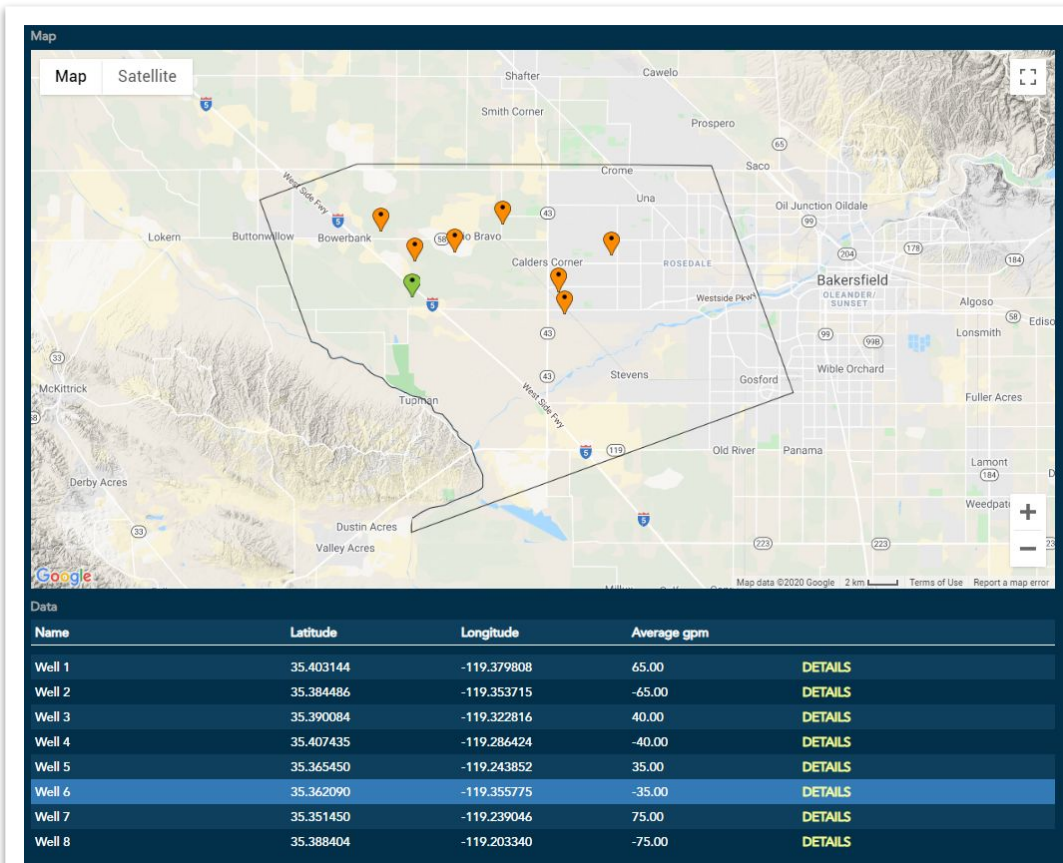 Map
Map Satellite
Shafter
Cawelo
5
Smith Corner
Prospero
65
Crome
Saco
West Side Fwy
Una
Oil Junction Oildale
43
99
5
Lokern
Buttonwillow
Bowerbank
58
io Bravo
178
204
184
Calders Corner
ROSEDALE
Bakersfield
OLEANDER/
SUNSET
Westside Pkwy
Algoso
5
58
Ediso
43
99
99B
Lonsmith
33
Wible Orchard
43
Stevens
Gosford
McKittrick
Tupman
West Side Fwy
Fuller Acres
58
5
119
Old River
Panama
Lamont
184
Derby Acres
Weedpat
5
Dustin Acres
33
Valley Acres
223
223
+
−
Google
Map data ©2020 Google 2 km Terms of Use Report a map error
Data
Name Latitude Longitude Average gpm
Well 1 35.403144 -119.379808 65.00 DETAILS
Well 2 35.384486 -119.353715 -65.00 DETAILS
Well 3 35.390084 -119.322816 40.00 DETAILS
Well 4 35.407435 -119.286424 -40.00 DETAILS
Well 5 35.365450 -119.243852 35.00 DETAILS
Well 6 35.362090 -119.355775 -35.00 DETAILS
Well 7 35.351450 -119.239046 75.00 DETAILS
Well 8 35.388404 -119.203340 -75.00 DETAILS